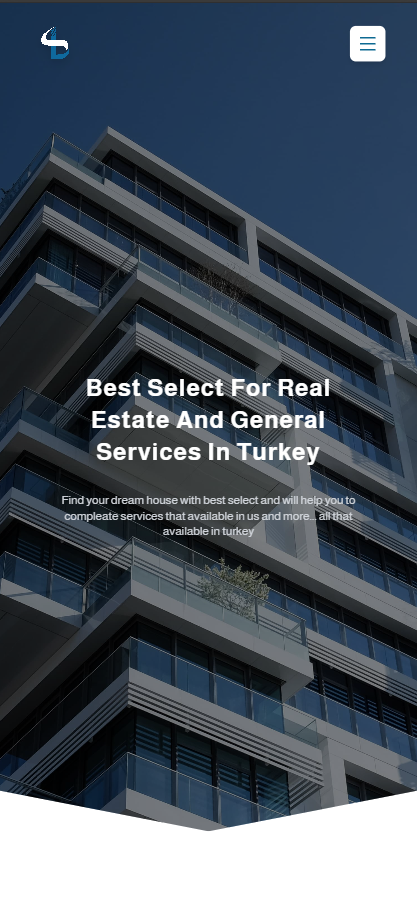 Best Select For Real
Estate And General
Services In Turkey
Find your dream house with best select and will help you to
compleate services that available in us and more... all that
available in turkey